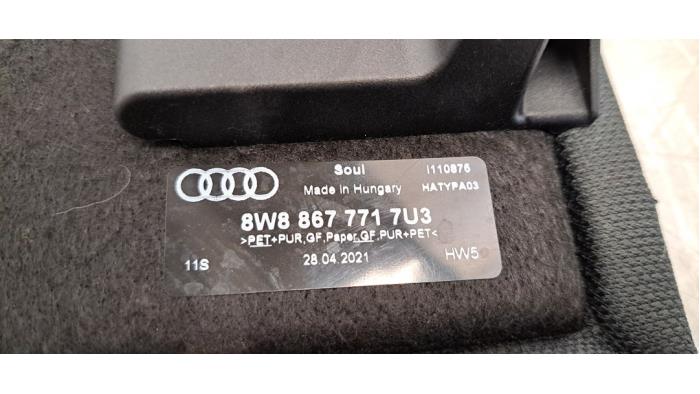 Soul I110876
Made in Hungary HATYPA03
8W8 867 771 7U3
>PET+PUR,GF,Paper,GF,PUR+PET<
11S 28.04.2021 HW5